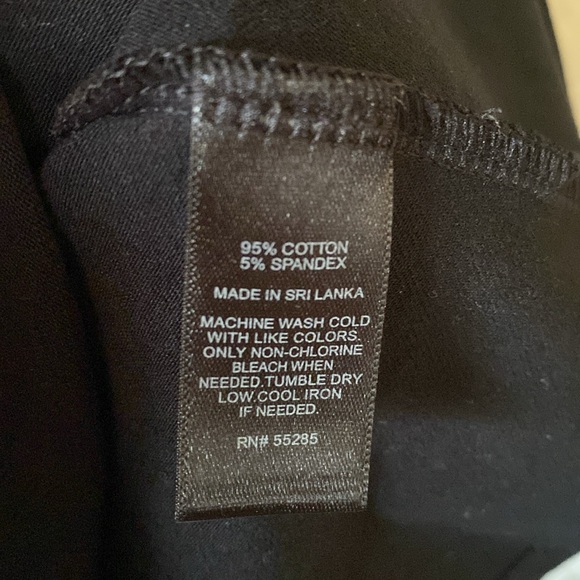 95% COTTON
5% SPANDEX
MADE IN SRI LANKA
MACHINE WASH COLD
WITH LIKE COLORS.
ONLY NON-CHLORINE
BLEACH WHEN
NEEDED.TUMBLE DRY
LOW.COOL IRON
IF NEEDED.
RN# 55285